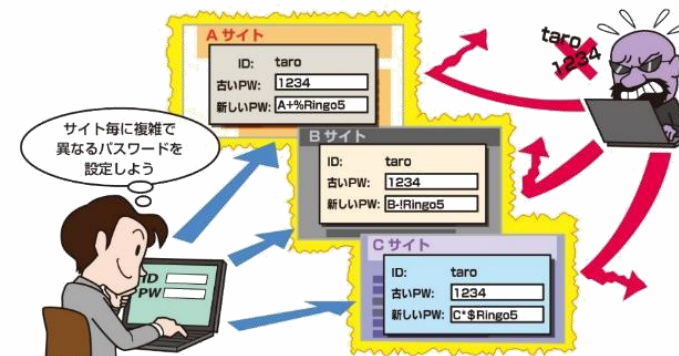 Aサイト
ID: taro
古いPW: 1234
新しいPW: A+%Ringo5
taro
1234
サイト毎に複雑で
異なるパスワードを
設定しよう
Bサイト
ID: taro
古いPW: 1234
新しいPW: B-!Ringo5
Cサイト
ID: taro
古いPW: 1234
新しいPW: C*$Ringo5
ID
PW